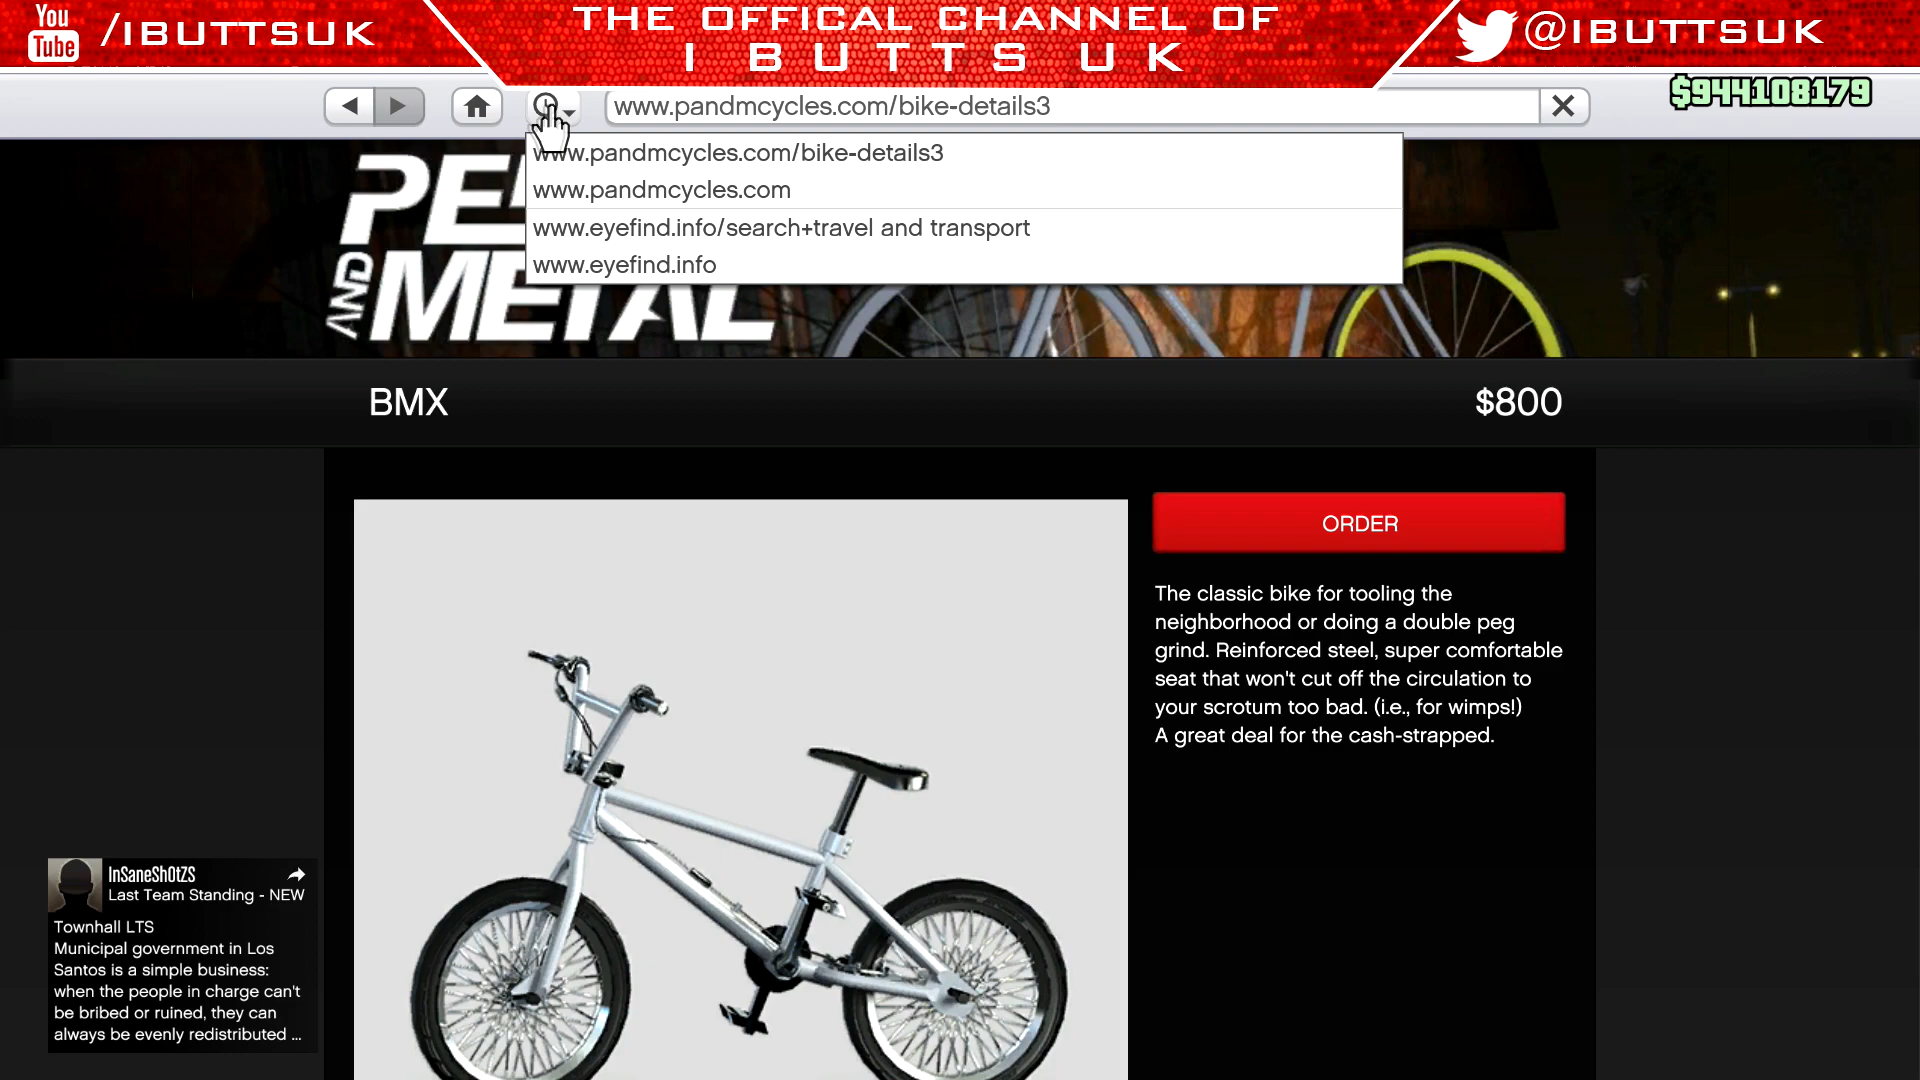 You
Tube
/IBUTTSUK
THE OFFICAL CHANNEL OF
I BUTTS UK
@IBUTTSUK
$944108179
www.pandmcycles.com/bike-details3
www.pandmcycles.com/bike-details3
www.pandmcycles.com
www.eyefind.info/search+travel and transport
www.eyefind.info
AND
METAL
BMX
$800
ORDER
The classic bike for tooling the
neighborhood or doing a double peg
grind. Reinforced steel, super comfortable
seat that won't cut off the circulation to
your scrotum too bad. (i.e., for wimps!)
A great deal for the cash-strapped.
InSaneSh0tZS
Last Team Standing - NEW
Townhall LTS
Municipal government in Los
Santos is a simple business:
when the people in charge can't
be bribed or ruined, they can
always be evenly redistributed ...